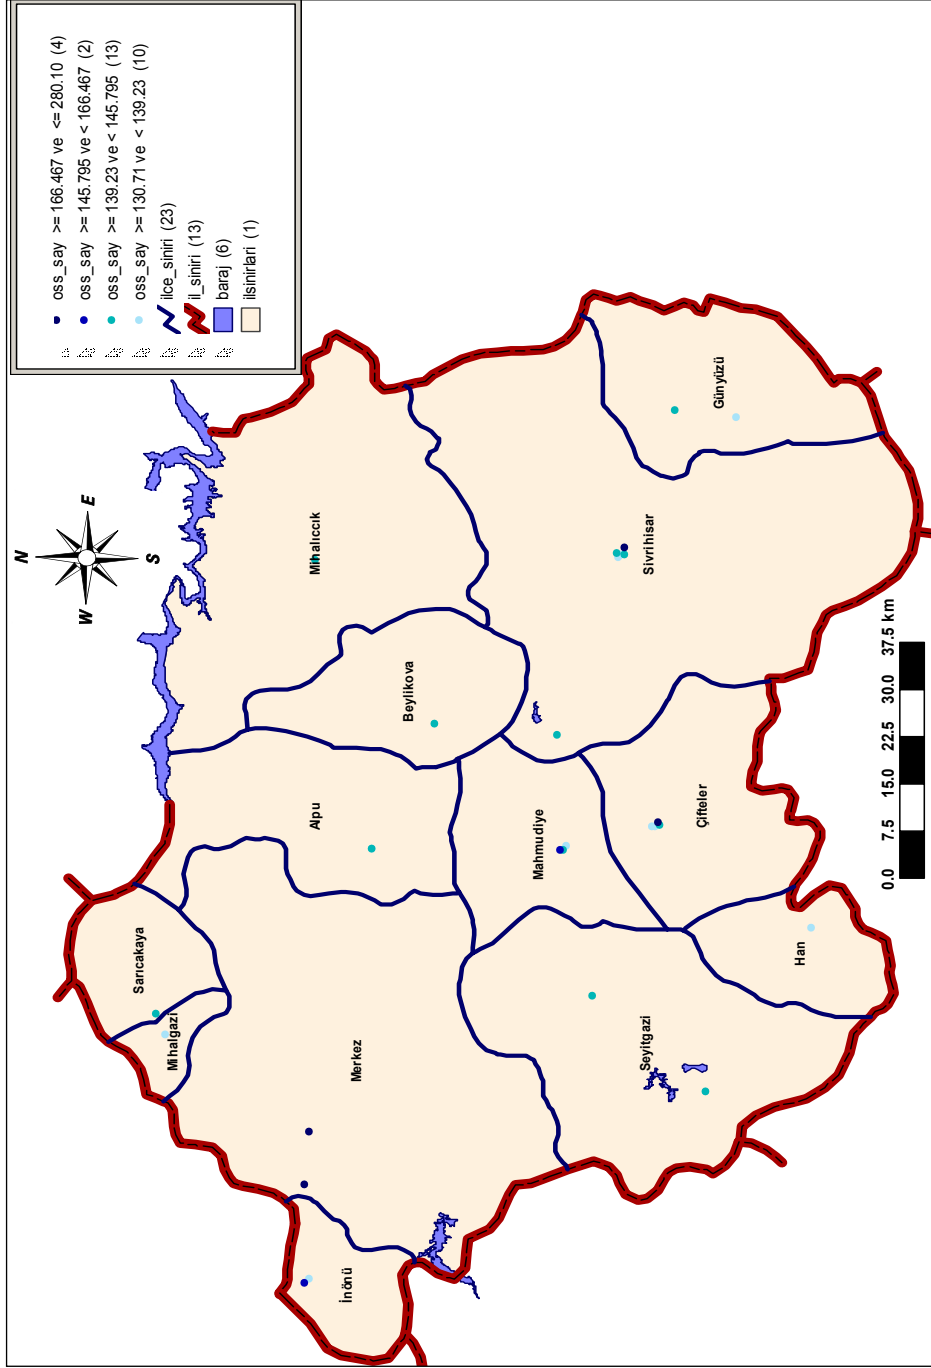 oss_say >= 166.467 ve <= 280.10 (4)
oss_say >= 145.795 ve < 166.467 (2)
oss_say >= 139.23 ve < 145.795 (13)
oss_say >= 130.71 ve < 139.23 (10)
ilce_siniri (23)
il_siniri (13)
baraj (6)
ilsinirlari (1)
N
E
S
W
Sarıcakaya
Mihalgazi
Mihalıccık
Alpu
Beylikova
Merkez
İnönü
Mahmudiye
Sivrihisar
Günyüzü
Seyitgazi
Çifteler
Han
0.0 7.5 15.0 22.5 30.0 37.5 km